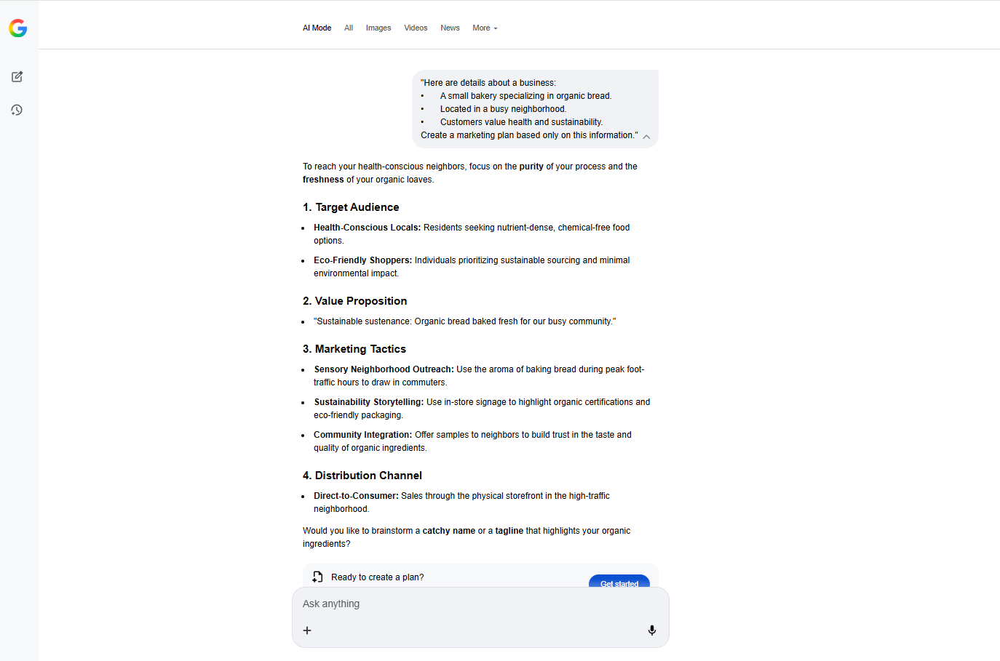 AI Mode All Images Videos News More
"Here are details about a business:
• A small bakery specializing in organic bread.
• Located in a busy neighborhood.
• Customers value health and sustainability.
Create a marketing plan based only on this information."
To reach your health-conscious neighbors, focus on the purity of your process and the
freshness of your organic loaves.
1. Target Audience
• Health-Conscious Locals: Residents seeking nutrient-dense, chemical-free food
options.
• Eco-Friendly Shoppers: Individuals prioritizing sustainable sourcing and minimal
environmental impact.
2. Value Proposition
• "Sustainable sustenance: Organic bread baked fresh for our busy community."
3. Marketing Tactics
• Sensory Neighborhood Outreach: Use the aroma of baking bread during peak foot-
traffic hours to draw in commuters.
• Sustainability Storytelling: Use in-store signage to highlight organic certifications and
eco-friendly packaging.
• Community Integration: Offer samples to neighbors to build trust in the taste and
quality of organic ingredients.
4. Distribution Channel
• Direct-to-Consumer: Sales through the physical storefront in the high-traffic
neighborhood.
Would you like to brainstorm a catchy name or a tagline that highlights your organic
ingredients?
Ready to create a plan?
Get started
Ask anything